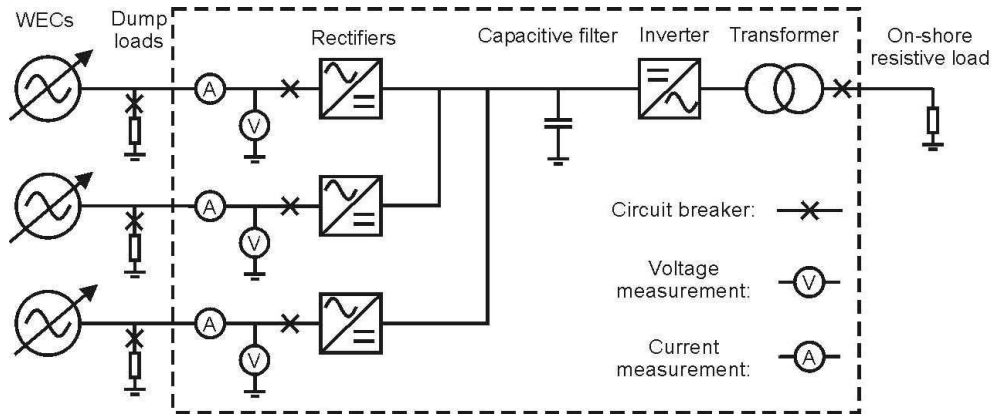 WECs
Dump
loads
Rectifiers
Capacitive filter
Inverter
Transformer
On-shore
resistive load
A
V
A
V
A
V
Circuit breaker:
Voltage
measurement:
V
Current
measurement:
A